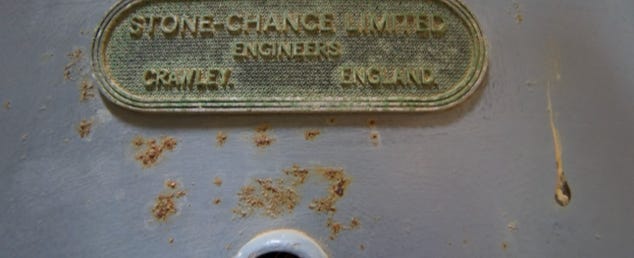 STONE-CHANCE LIMITED
ENGINEERS
CRAWLEY. ENGLAND.